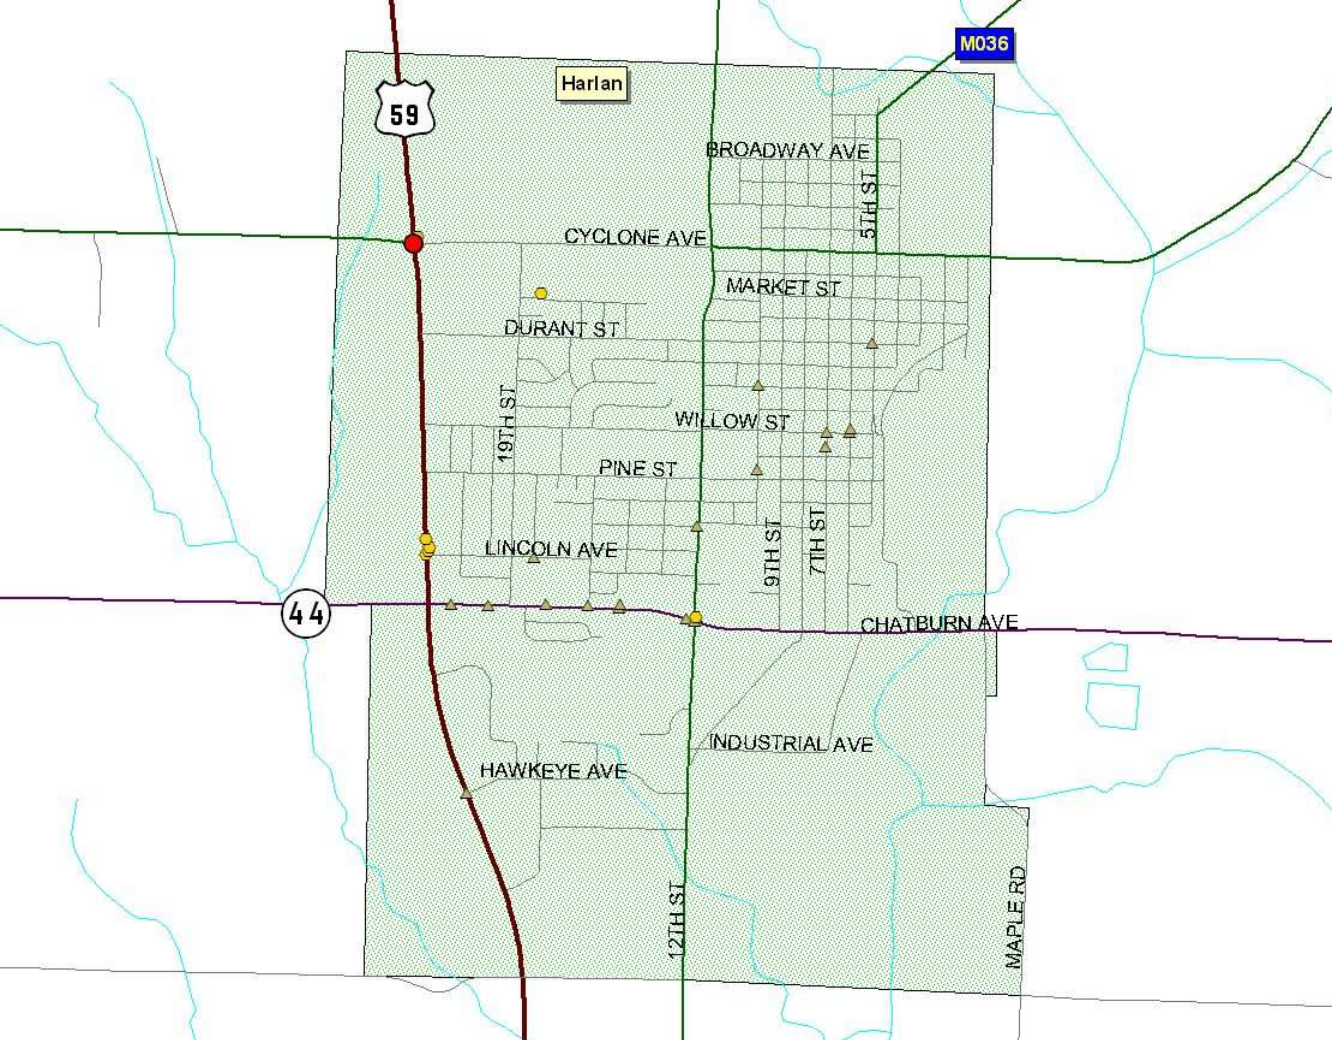 M036
Harlan
59
BROADWAY AVE
5TH ST
CYCLONE AVE
MARKET ST
DURANT ST
19TH ST
WILLOW ST
PINE ST
9TH ST
7TH ST
LINCOLN AVE
44
CHATBURN AVE
INDUSTRIAL AVE
HAWKEYE AVE
12TH ST
MAPLE RD